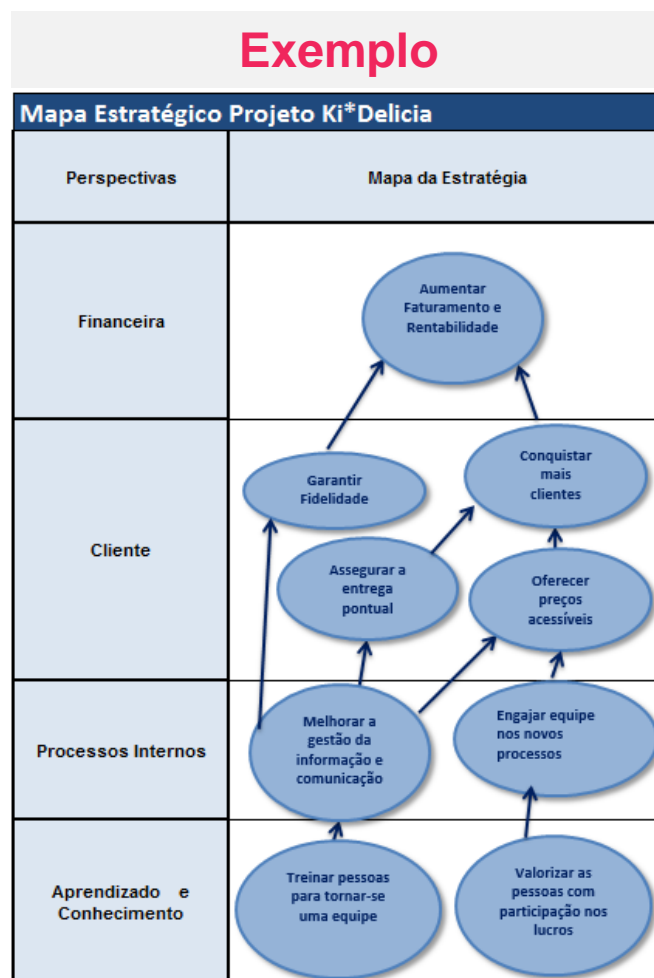 Exemplo
Mapa Estratégico Projeto Ki*Delicia
Perspectivas
Mapa da Estratégia
Financeira
Aumentar
Faturamento e
Rentabilidade
Cliente
Garantir
Fidelidade
Conquistar
mais
clientes
Assegurar a
entrega
pontual
Oferecer
preços
acessíveis
Processos Internos
Melhorar a
gestão da
informação e
comunicação
Engajar equipe
nos novos
processos
Aprendizado e
Conhecimento
Treinar pessoas
para tornar-se
uma equipe
Valorizar as
pessoas com
participação nos
lucros